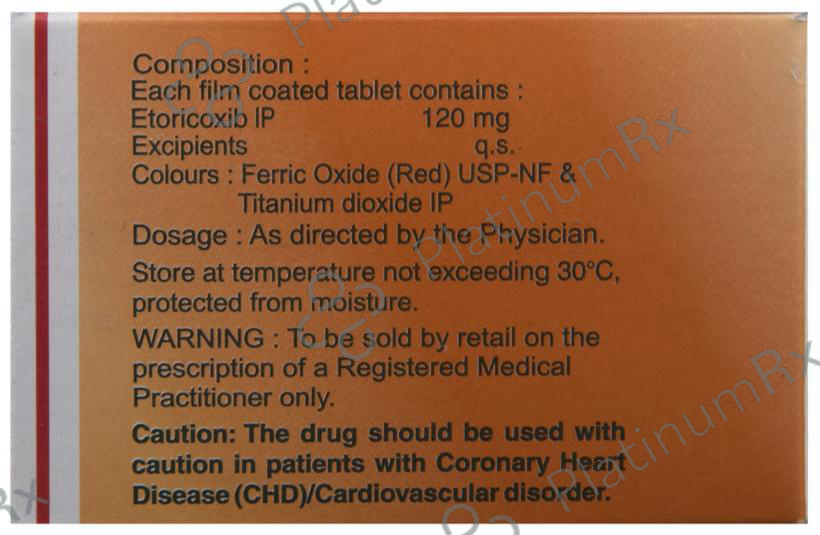 Composition :
Each film coated tablet contains :
Etoricoxib IP 120 mg
Excipients q.s.
Colours : Ferric Oxide (Red) USP-NF &
Titanium dioxide IP
Dosage : As directed by the Physician.
Store at temperature not exceeding 30°C,
protected from moisture.
WARNING : To be sold by retail on the
prescription of a Registered Medical
Practitioner only.
Caution: The drug should be used with
caution in patients with Coronary Heart
Disease (CHD)/Cardiovascular disorder.
PlatinumRx
PlatinumRx
Rx